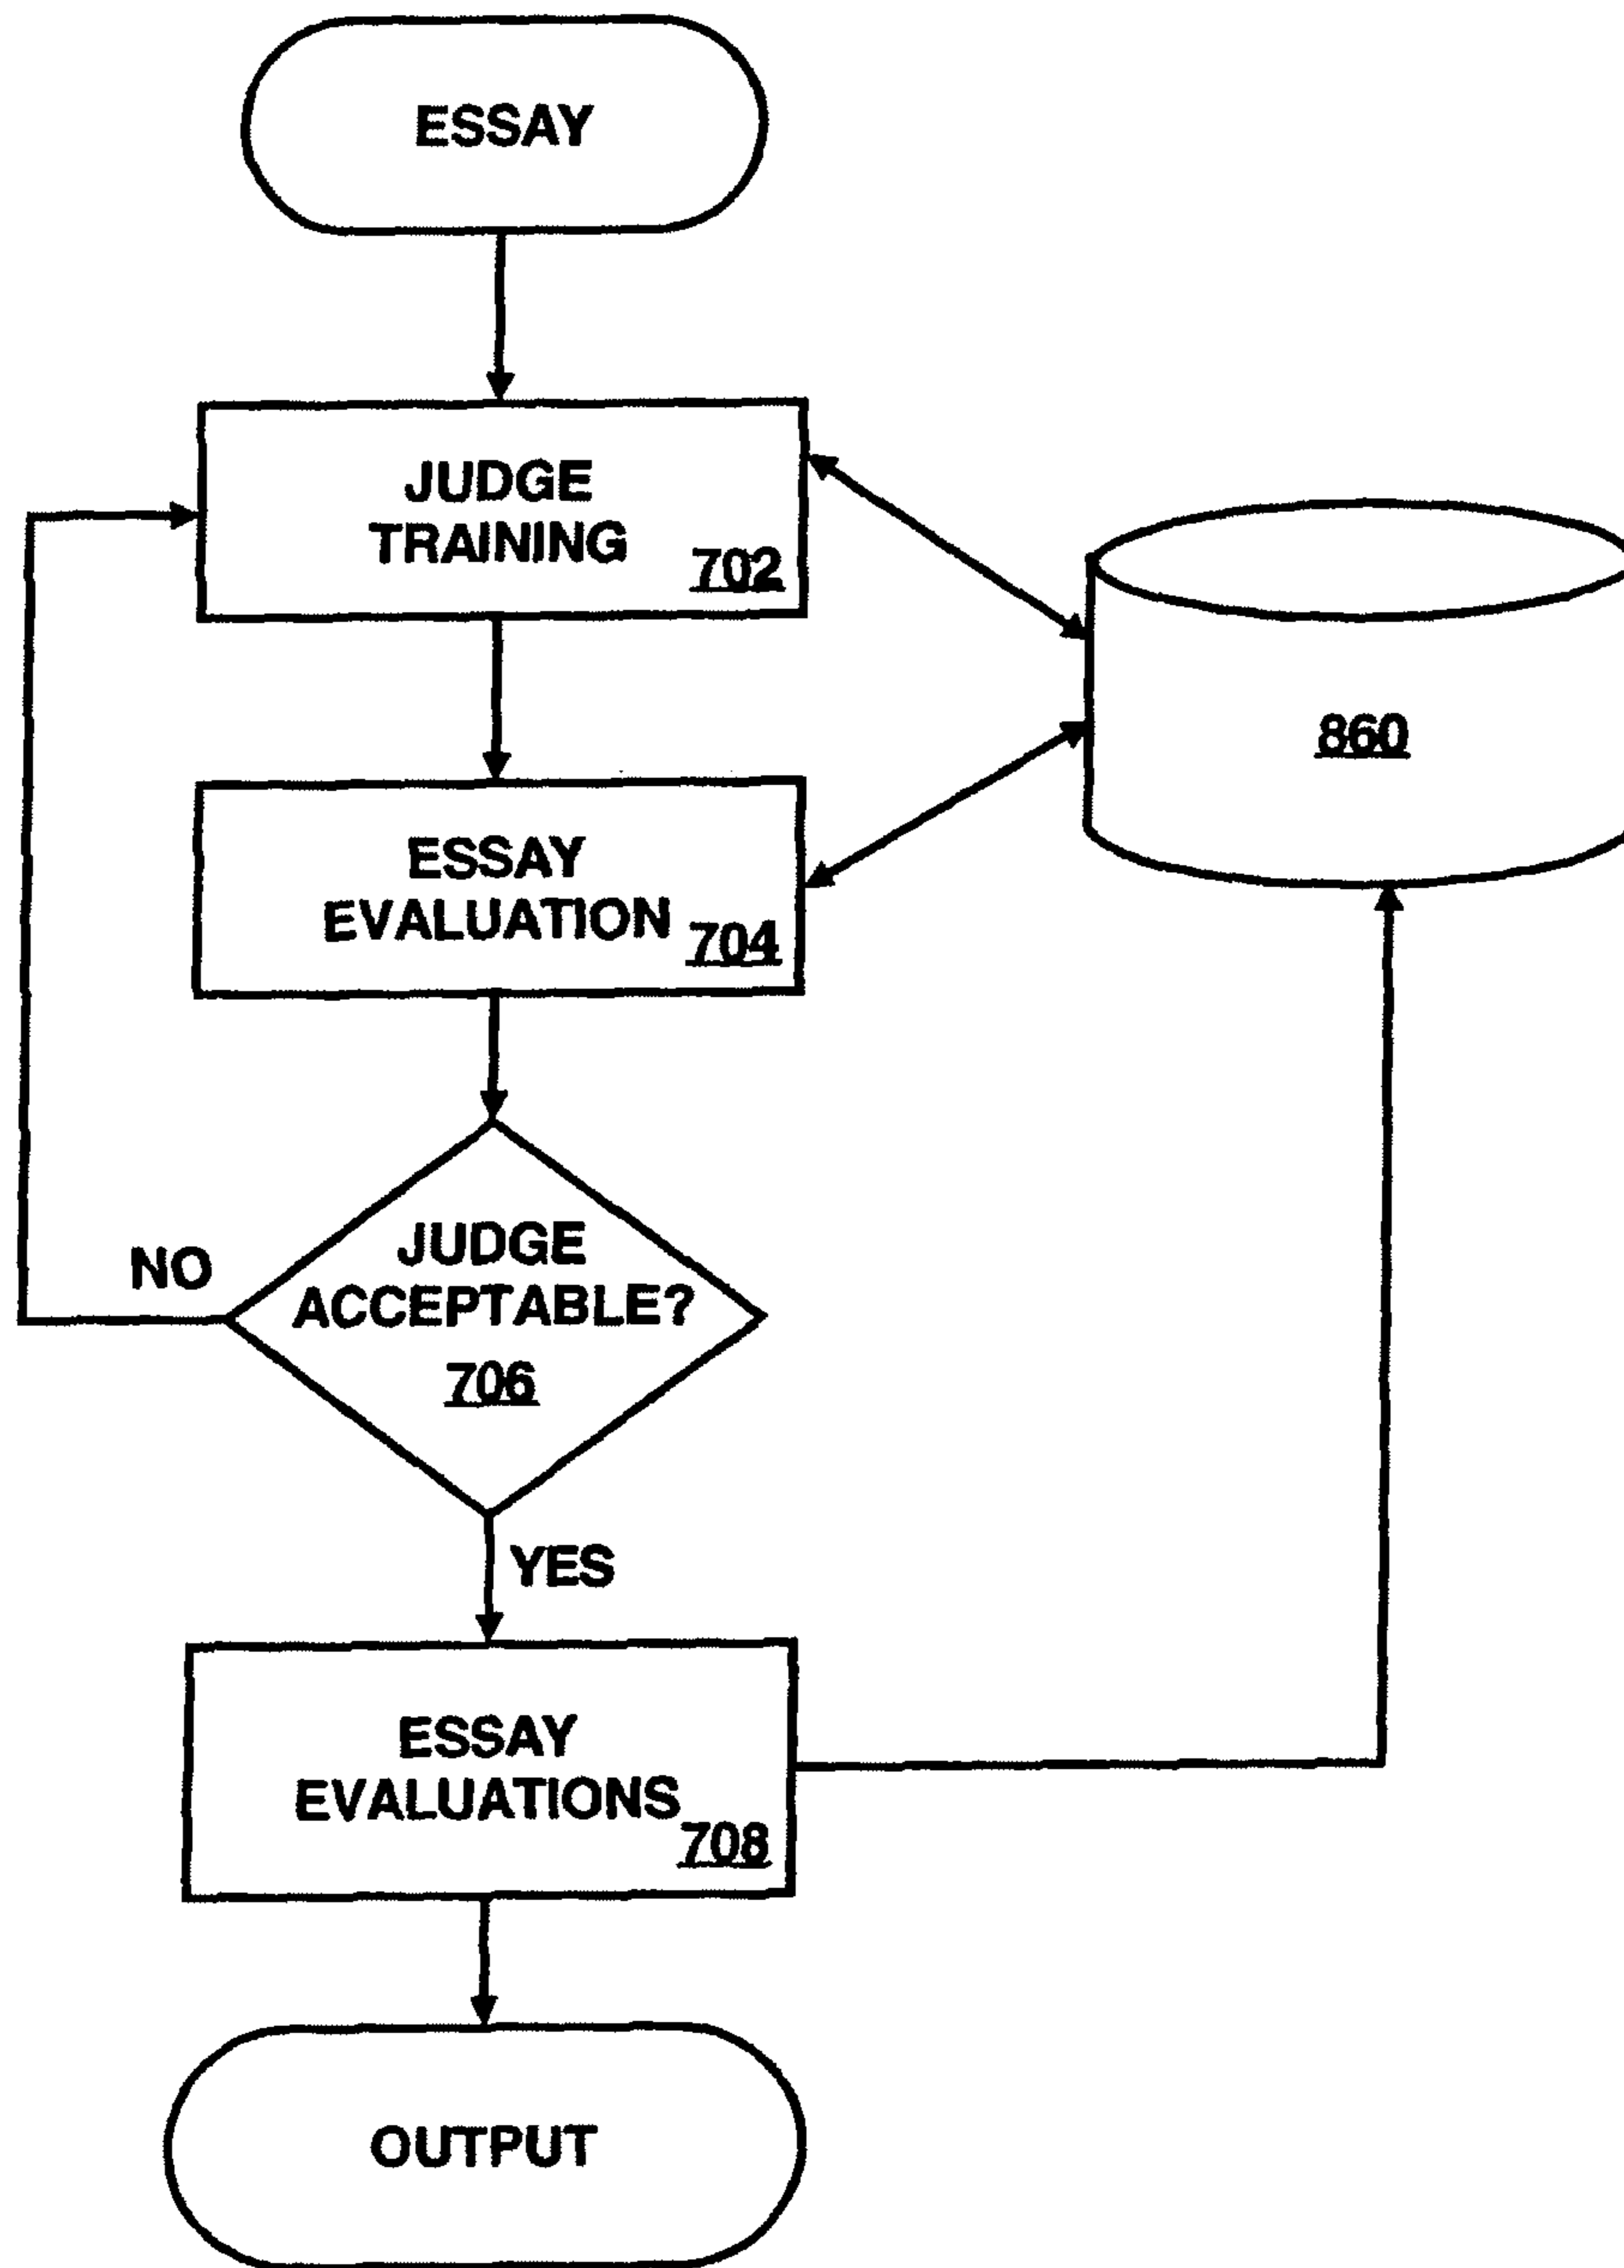 ESSAY
JUDGE
TRAINING
702
860
ESSAY
EVALUATION
704
JUDGE
ACCEPTABLE?
706
NO
YES
ESSAY
EVALUATIONS
708
OUTPUT